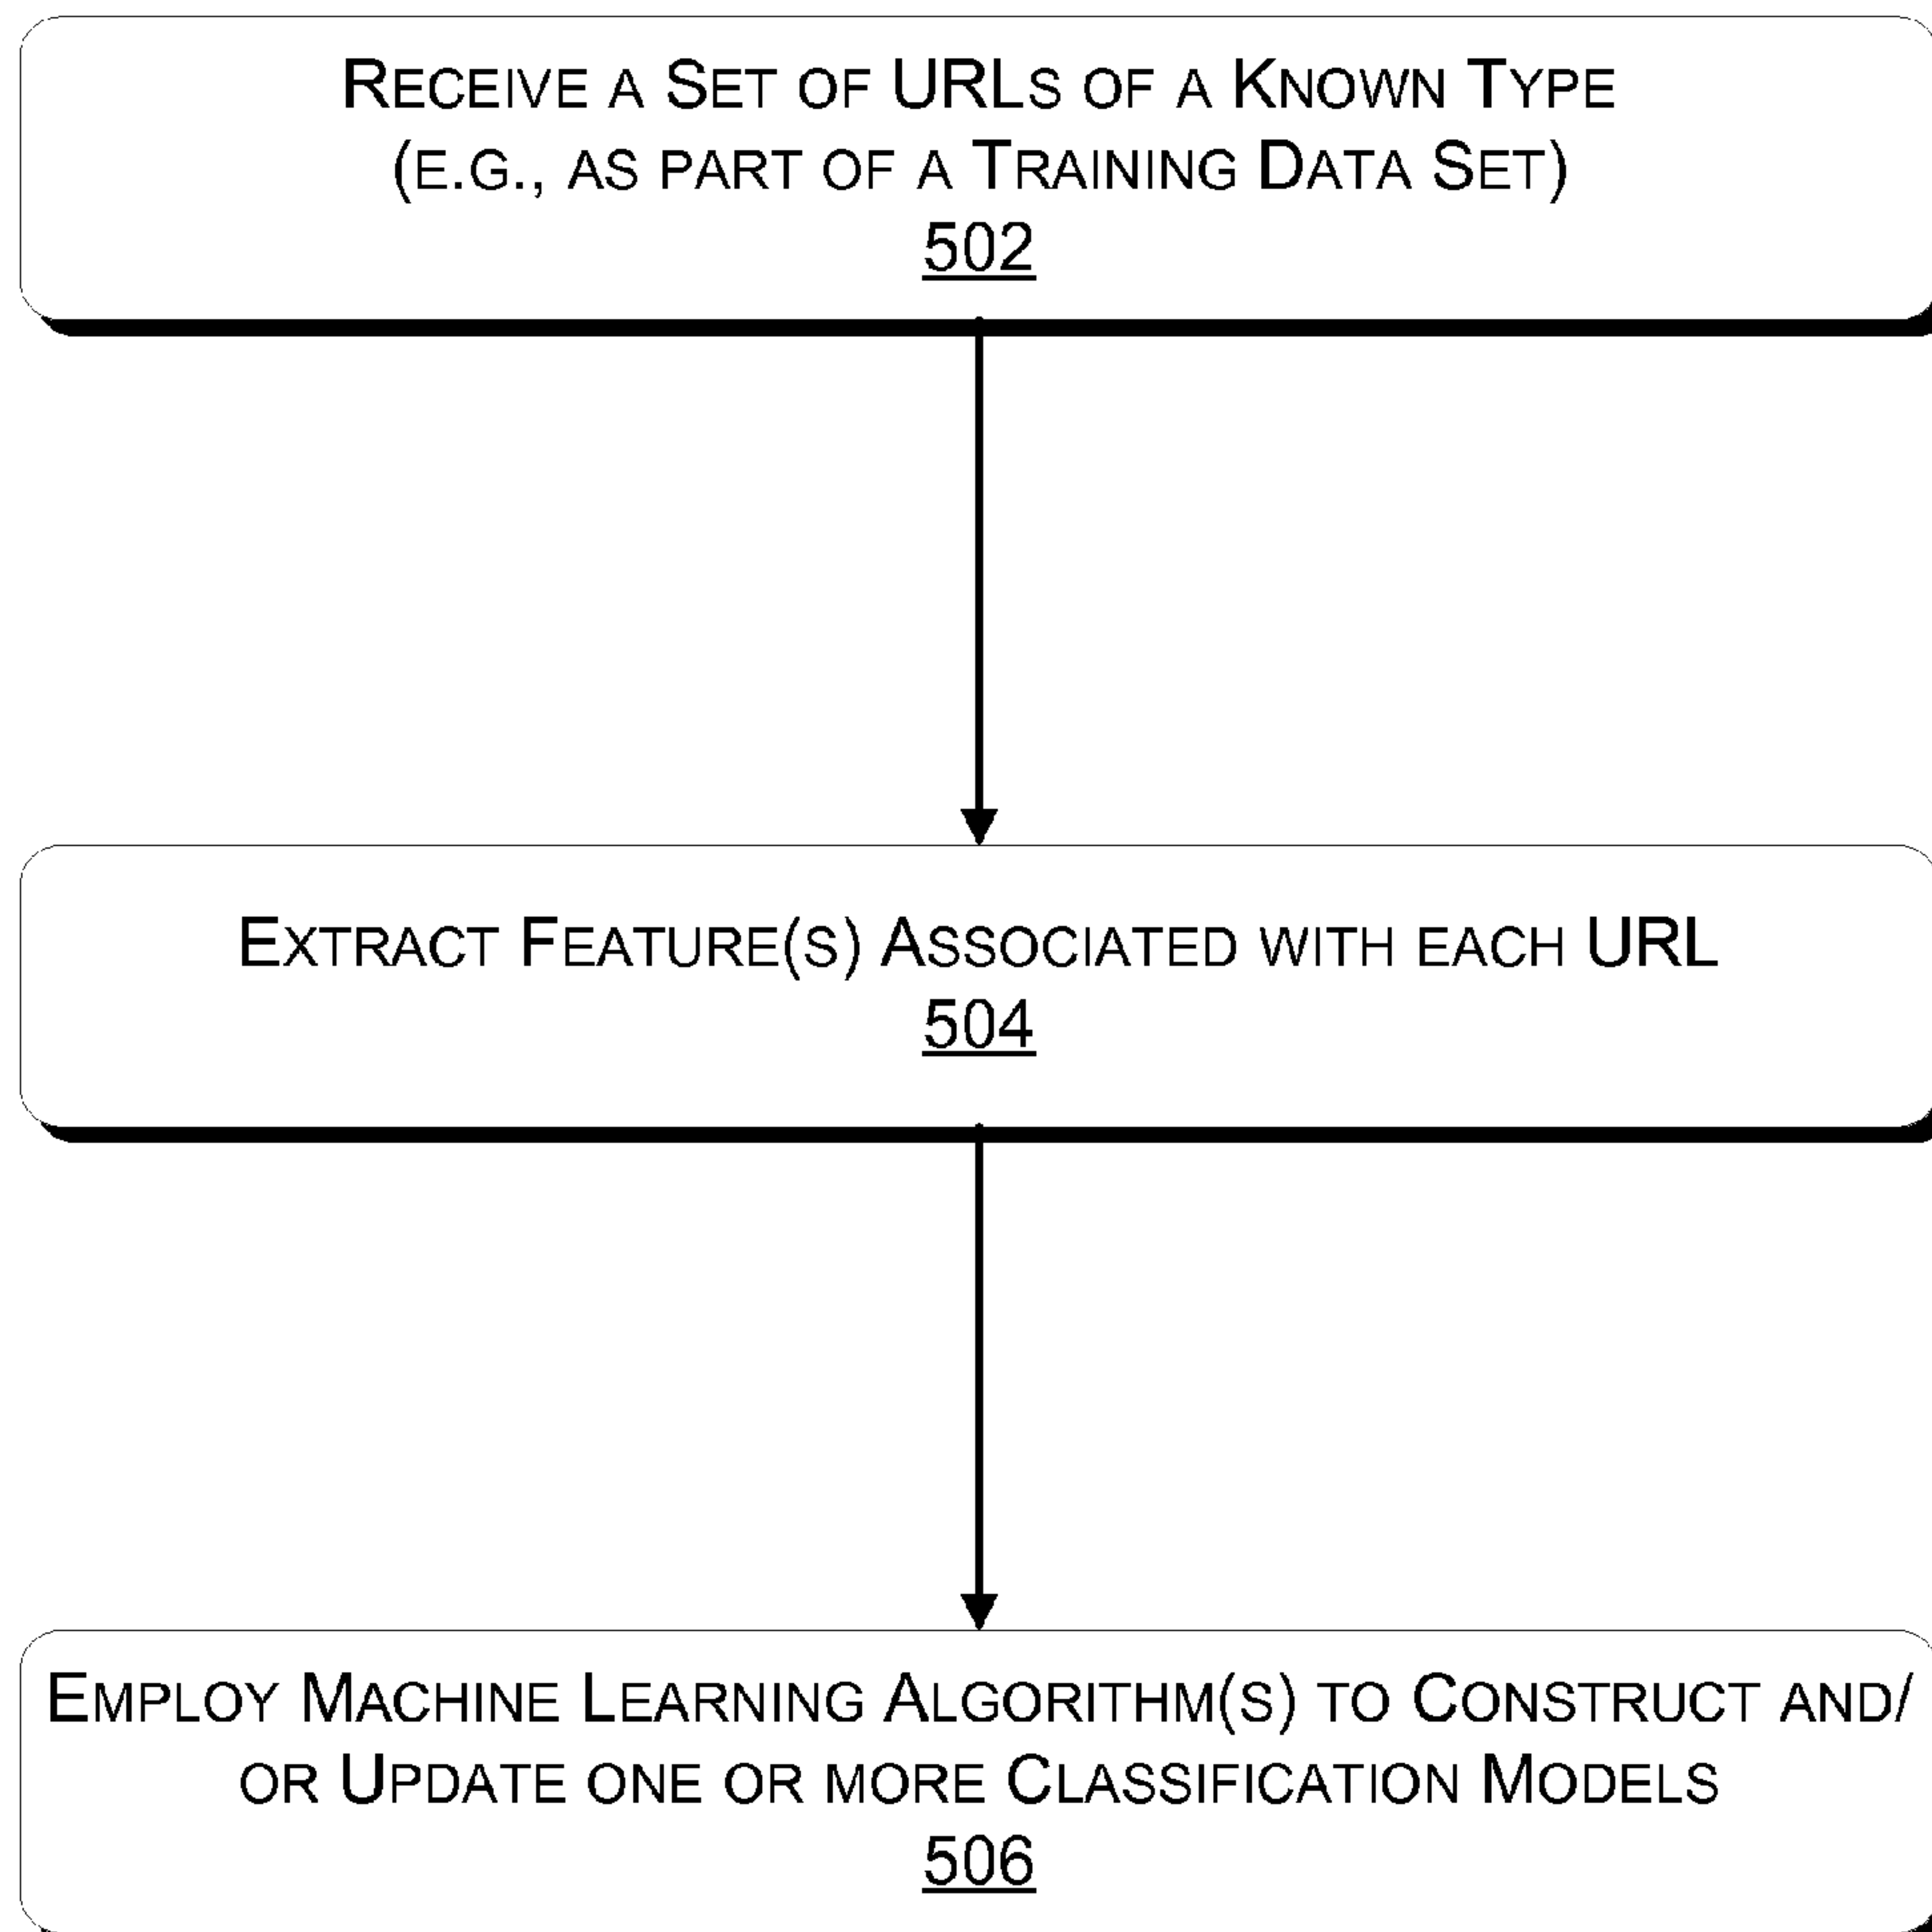 Receive a Set of URLs of a Known Type
(e.g., as part of a Training Data Set)
502
Extract Feature(s) Associated with each URL
504
Employ Machine Learning Algorithm(s) to Construct and/
or Update one or more Classification Models
506